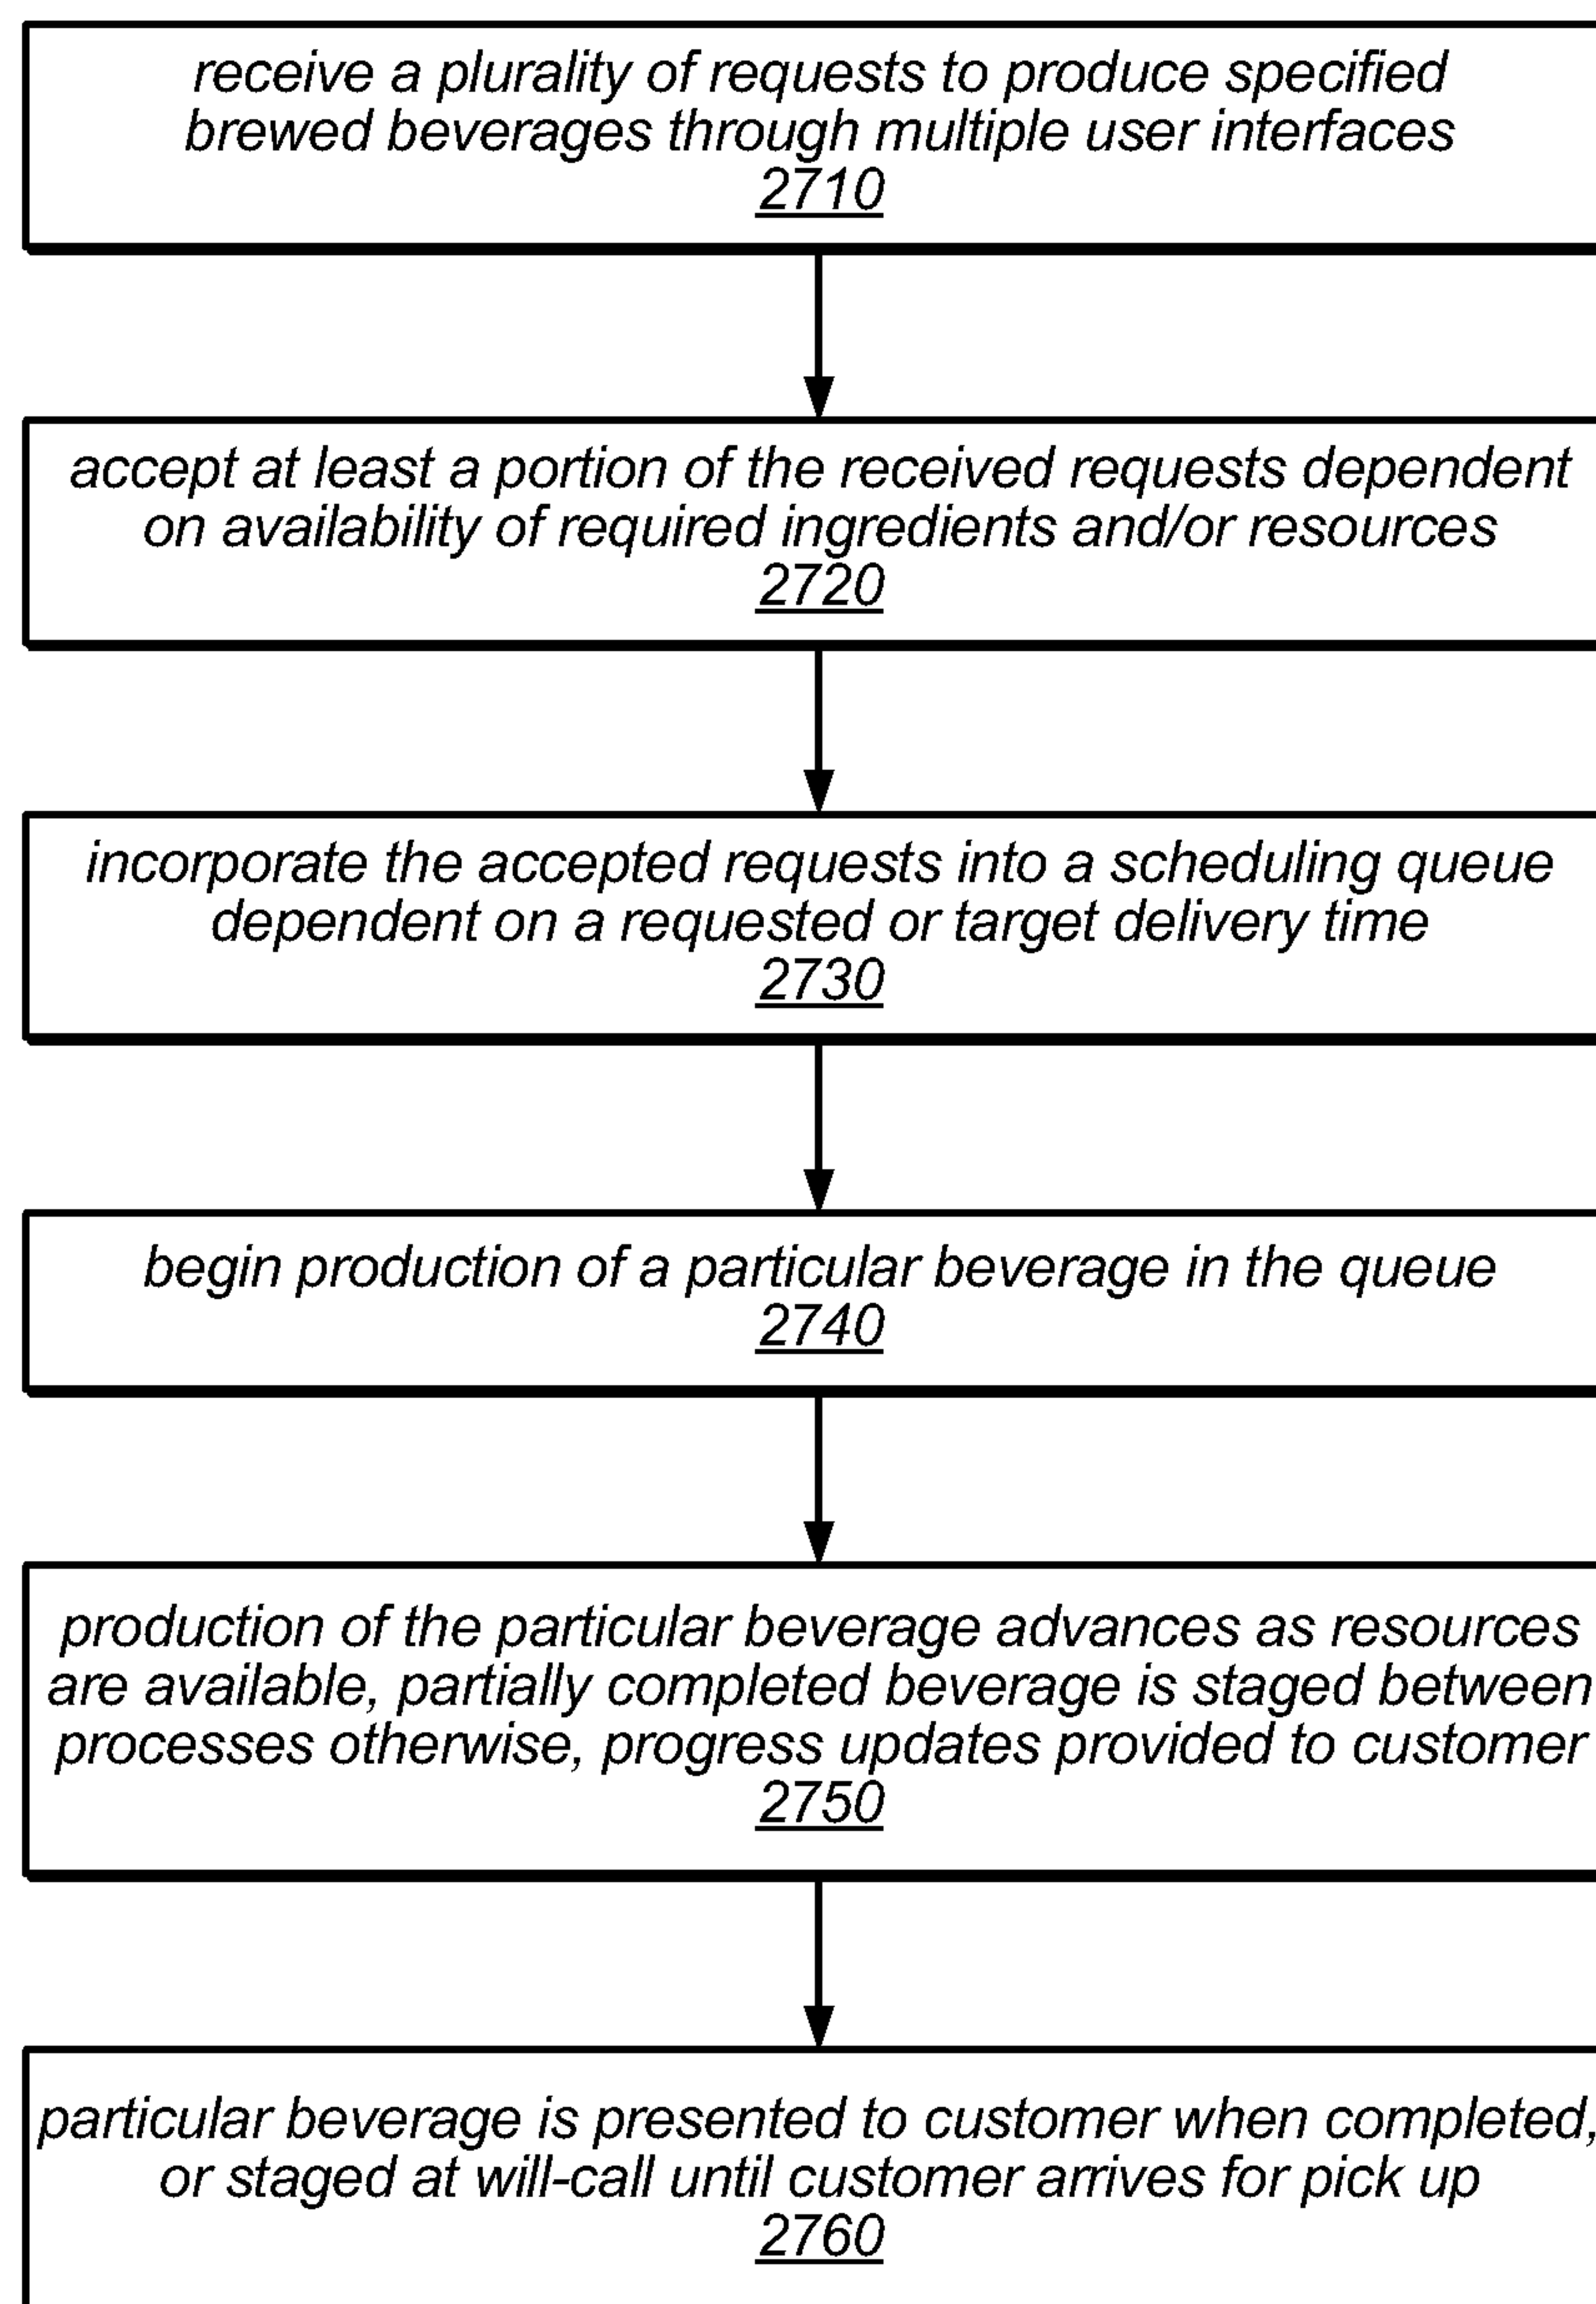 receive a plurality of requests to produce specified
brewed beverages through multiple user interfaces
2710
accept at least a portion of the received requests dependent
on availability of required ingredients and/or resources
2720
incorporate the accepted requests into a scheduling queue
dependent on a requested or target delivery time
2730
begin production of a particular beverage in the queue
2740
production of the particular beverage advances as resources
are available, partially completed beverage is staged between
processes otherwise, progress updates provided to customer
2750
particular beverage is presented to customer when completed,
or staged at will-call until customer arrives for pick up
2760